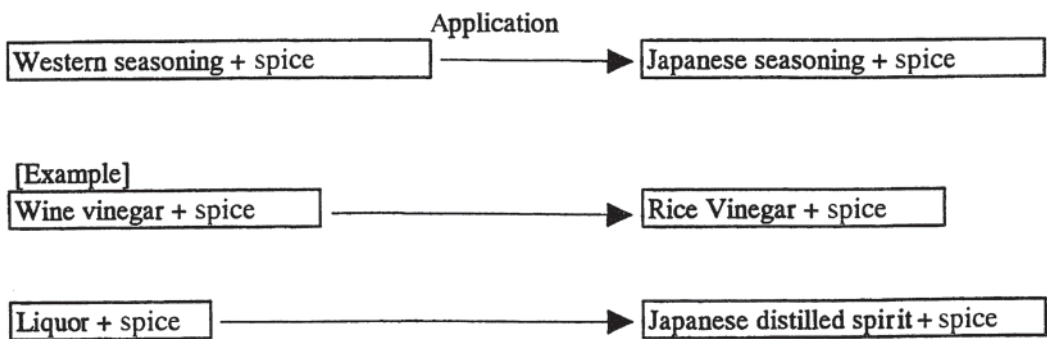 Application
Western seasoning + spice
Japanese seasoning + spice
[Example]
Wine vinegar + spice
Rice Vinegar + spice
Liquor + spice
Japanese distilled spirit + spice